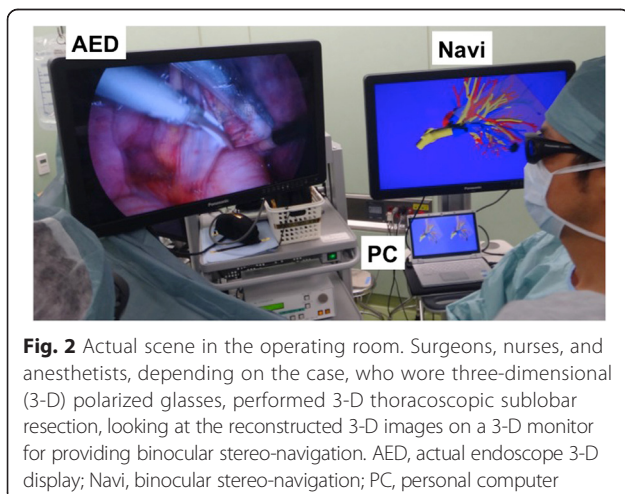 AED
Navi
Panasonic
Panasonic
PC
Fig. 2 Actual scene in the operating room. Surgeons, nurses, and
anesthetists, depending on the case, who wore three-dimensional
(3-D) polarized glasses, performed 3-D thoracoscopic sublobar
resection, looking at the reconstructed 3-D images on a 3-D monitor
for providing binocular stereo-navigation. AED, actual endoscope 3-D
display; Navi, binocular stereo-navigation; PC, personal computer